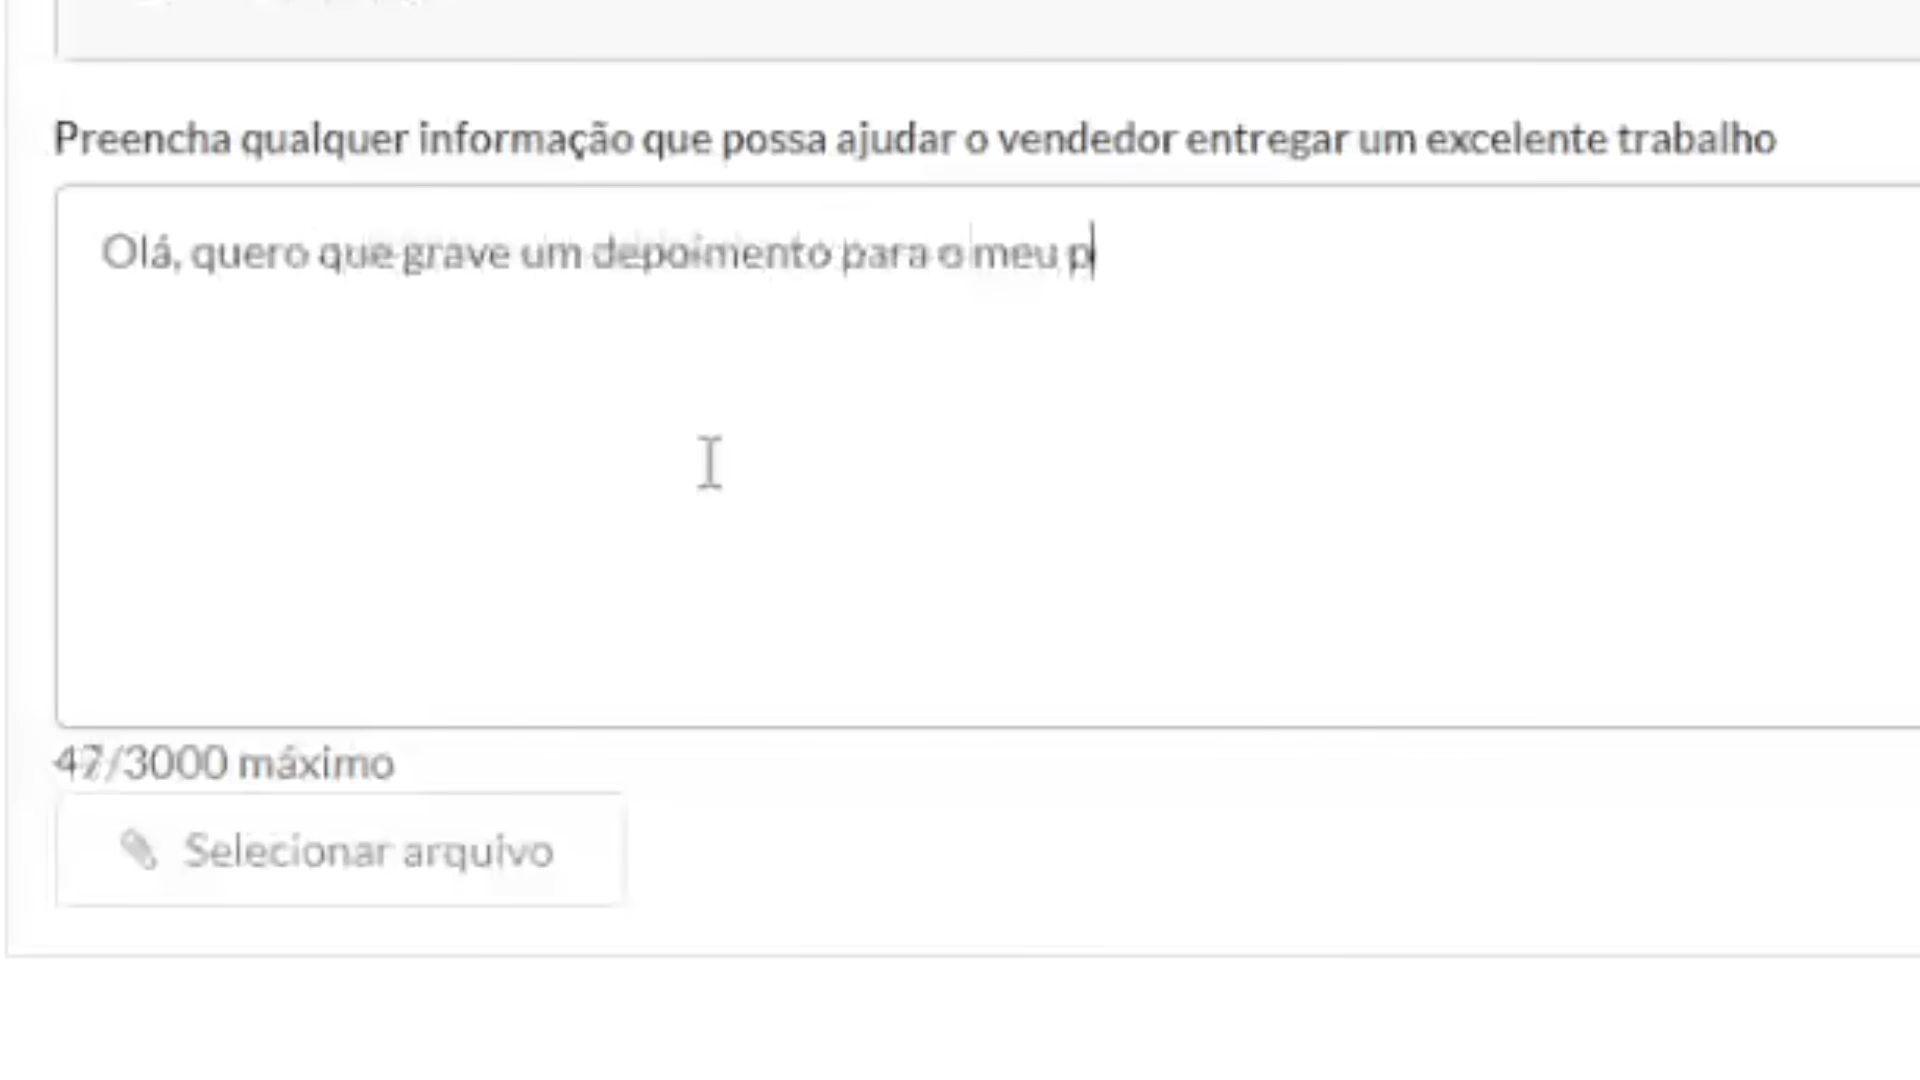 Preencha qualquer informação que possa ajudar o vendedor entregar um excelente trabalho
Olá, quero que grave um depoimento para o meu p
47/3000 máximo
Selecionar arquivo